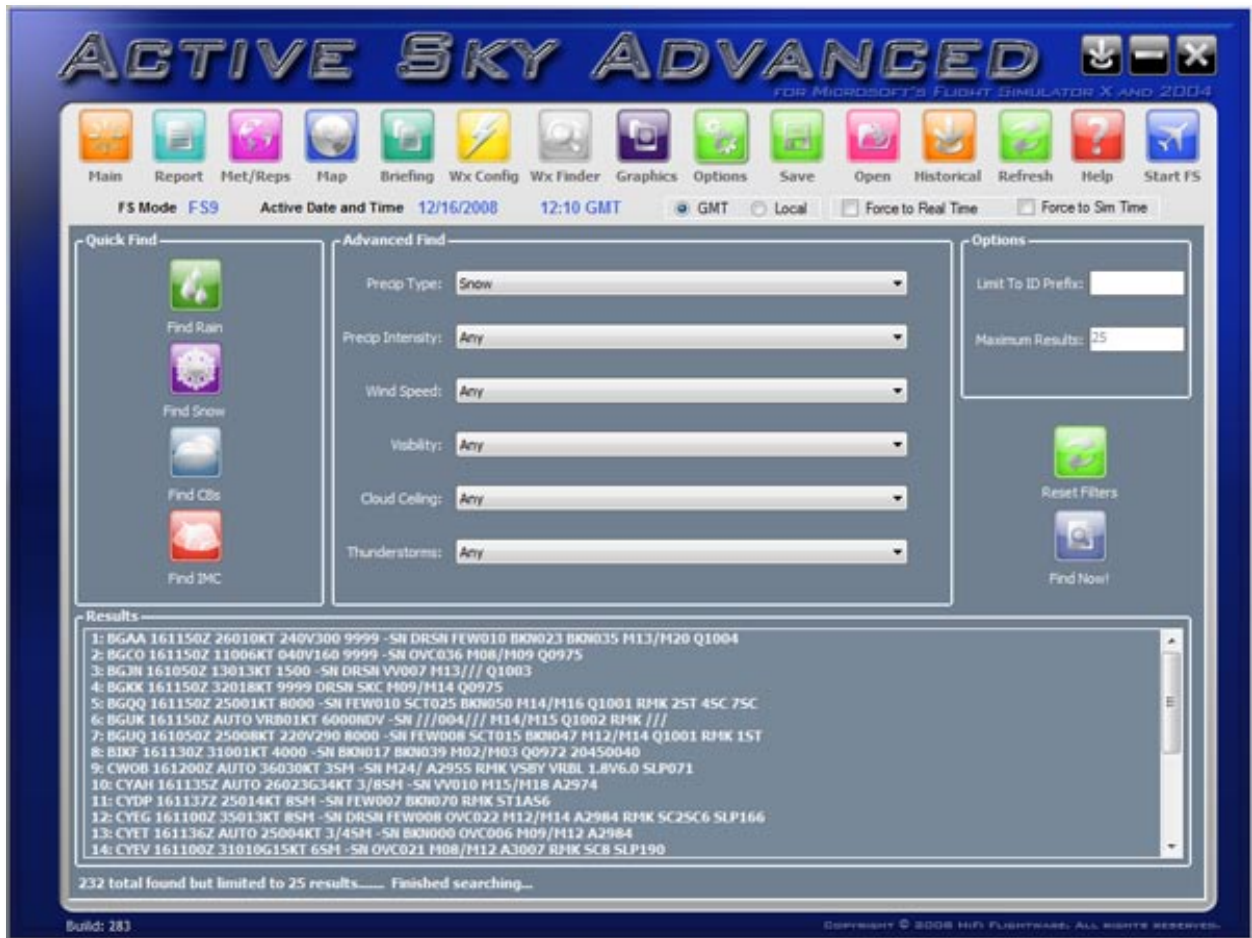 ACTIVE SKY ADVANCED
FOR MICROSOFT'S FLIGHT SIMULATOR X AND 2004
Main Report Met/Reps Map Briefing Wx Config Wx Finder Graphics Options Save Open Historical Refresh Help Start FS
FS Mode FS9 Active Date and Time 12/16/2008 12:10 GMT GMT Local Force to Real Time Force to Sim Time
Quick Find
Find Rain
Find Snow
Find CBs
Find IMC
Advanced Find
Precip Type: Snow
Precip Intensity: Any
Wind Speed: Any
Visibility: Any
Cloud Ceiling: Any
Thunderstorms: Any
Options
Limit To ID Prefix:
Maximum Results: 25
Reset Filters
Find Now!
Results
1: BGAA 161150Z 26010KT 240V300 9999 -SN DRSN FEW010 BKN023 BKN035 M13/M20 Q1004
2: BGCO 161150Z 11006KT 040V160 9999 -SN OVC036 M08/M09 Q0975
3: BGJN 161050Z 13013KT 1500 -SN DRSN VV007 M13/// Q1003
4: BGKK 161150Z 32018KT 9999 DRSN SKC M09/M14 Q0975
5: BGQQ 161150Z 25001KT 8000 -SN FEW010 SCT025 BKN050 M14/M16 Q1001 RMK 2ST 4SC 7SC
6: BGUK 161150Z AUTO VRB01KT 6000NDV -SN ///004/// M14/M15 Q1002 RMK ///
7: BGUQ 161050Z 25008KT 220V290 8000 -SN FEW008 SCT015 BKN047 M12/M14 Q1001 RMK 1ST
8: BIKF 161130Z 31001KT 4000 -SN BKN017 BKN039 M02/M03 Q0972 20450040
9: CWOB 161200Z AUTO 36030KT 3SM -SN M24/ A2955 RMK VSBY VRBL 1.8V6.0 SLP071
10: CYAH 161135Z AUTO 26023G34KT 3/8SM -SN VV010 M15/M18 A2974
11: CYDP 161137Z 25014KT 8SM -SN FEW007 BKN070 RMK ST1AS6
12: CYEG 161100Z 35013KT 8SM -SN DRSN FEW008 OVC022 M12/M14 A2984 RMK SC2SC6 SLP166
13: CYET 161136Z AUTO 25004KT 3/4SM -SN BKN000 OVC006 M09/M12 A2984
14: CYEV 161100Z 31010G15KT 6SM -SN OVC021 M08/M12 A3007 RMK SC8 SLP190
232 total found but limited to 25 results...... Finished searching...
Build: 283
COPYRIGHT © 2008 HIFI FLIGHTWARE, ALL RIGHTS RESERVED.